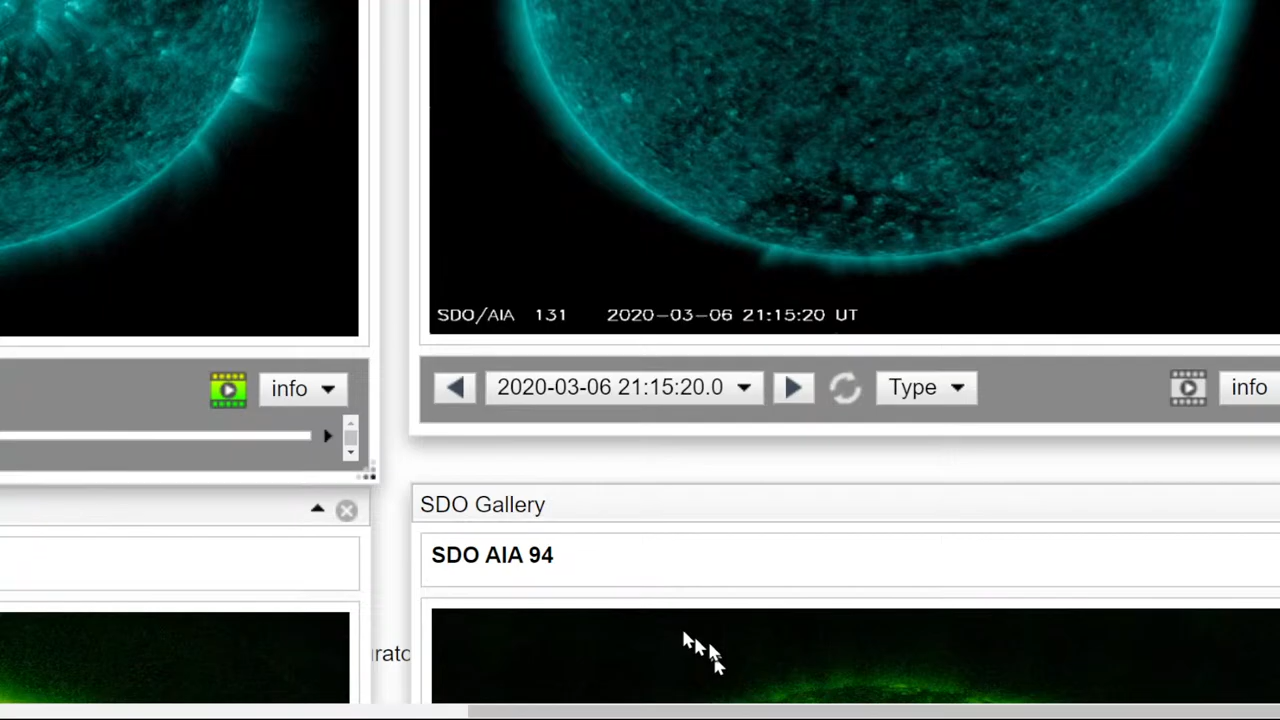 SDO/AIA 131 2020-03-06 21:15:20 UT
info
2020-03-06 21:15:20.0
Type
info
SDO Gallery
SDO AIA 94